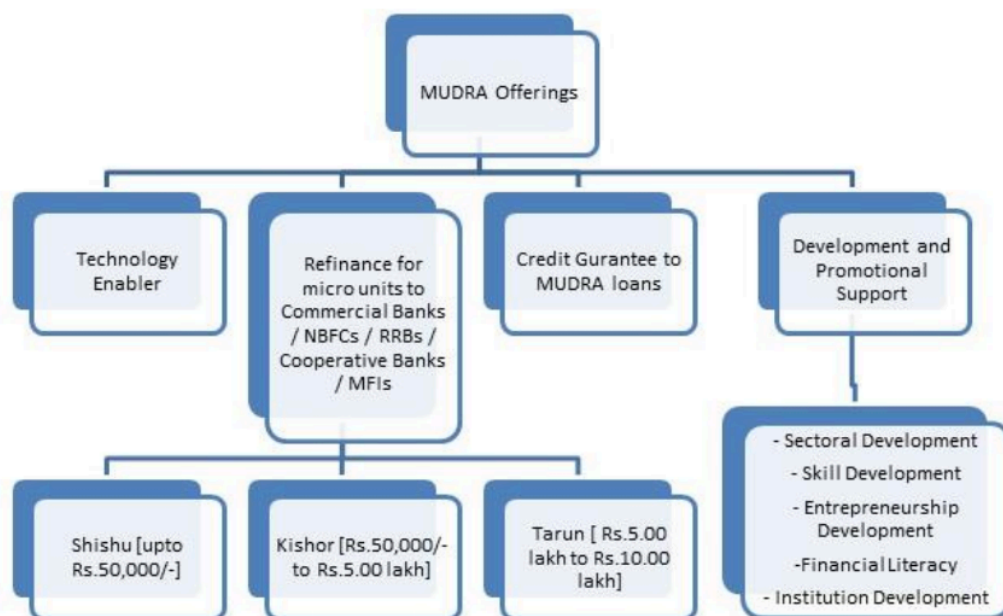 MUDRA Offerings
Technology
Enabler
Refinance for
micro units to
Commercial Banks
/ NBFCs / RRBs /
Cooperative Banks
/ MFIs
Credit Gurantee to
MUDRA loans
Development and
Promotional
Support
Shishu [upto
Rs.50,000/-]
Kishor [Rs.50,000/-
to Rs.5.00 lakh]
Tarun [ Rs.5.00
lakh to Rs.10.00
lakh]
- Sectoral Development
- Skill Development
- Entrepreneurship
Development
-Financial Literacy
- Institution Development